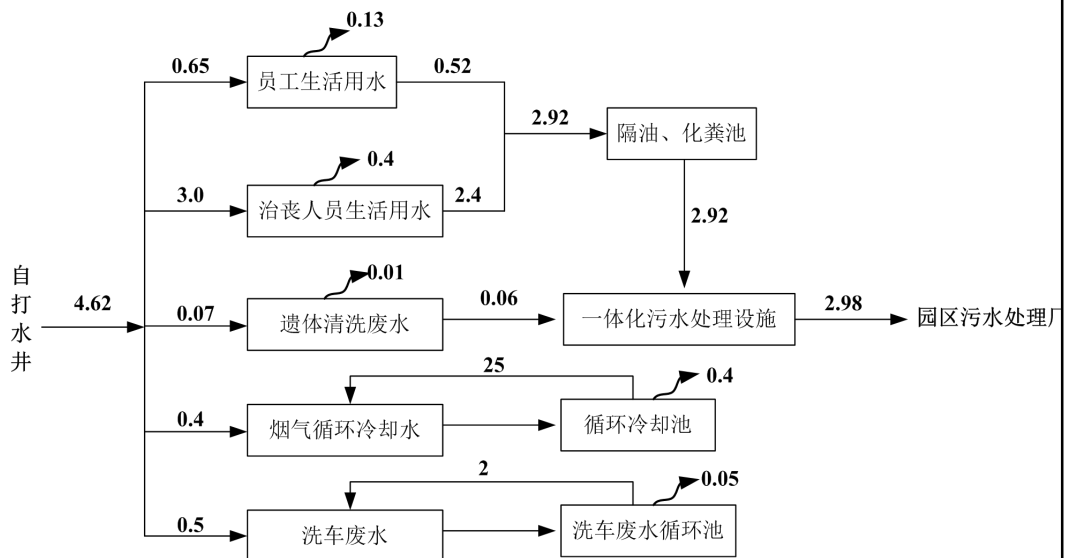 0.13
0.65
员工生活用水
0.52
2.92
隔油、化粪池
0.4
3.0
治丧人员生活用水
2.4
2.92
自打水井
4.62
0.01
0.07
遗体清洗废水
0.06
一体化污水处理设施
2.98
园区污水处理厂
25
0.4
0.4
烟气循环冷却水
循环冷却池
2
0.05
0.5
洗车废水
洗车废水循环池